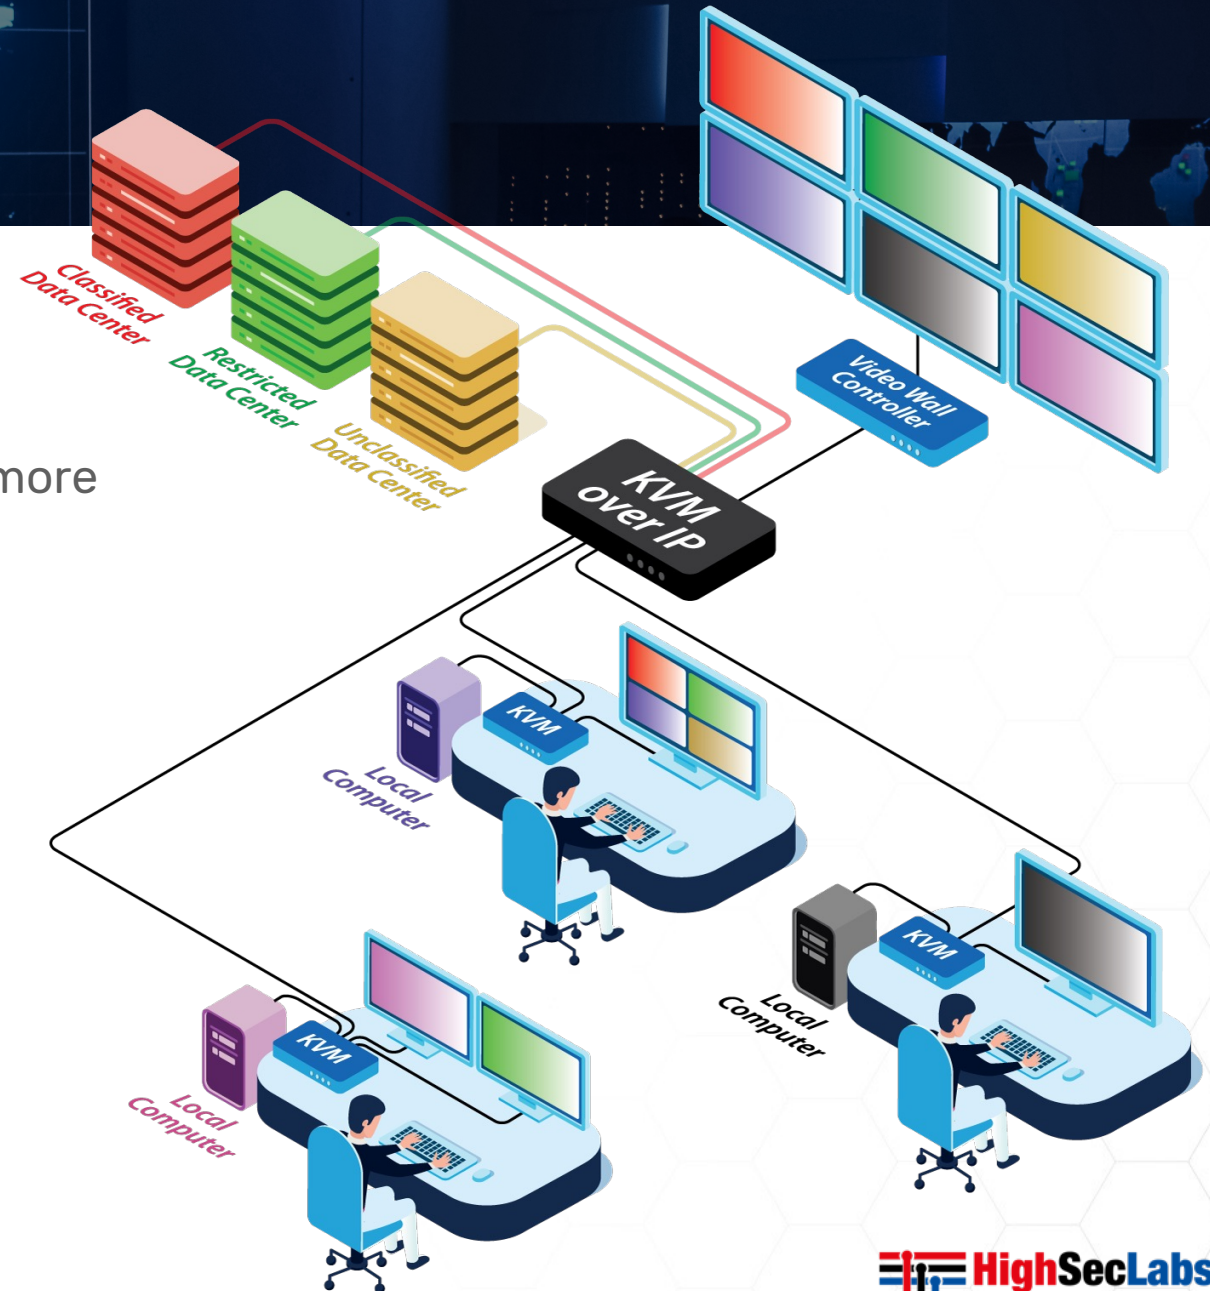 Classified
Data Center
Restricted
Data Center
Unclassified
Data Center
Video Wall
Controller
more
KVM
over IP
KVM
Local
Computer
KVM
Local
Computer
KVM
Local
Computer
HighSecLabs